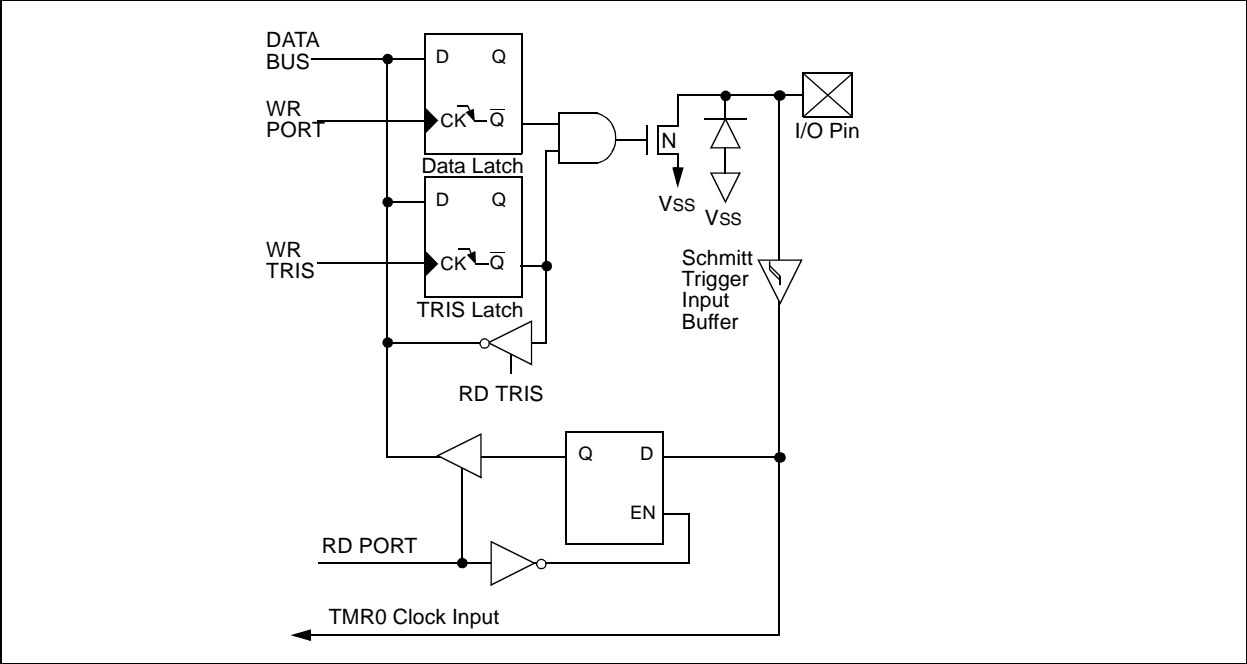 DATA
BUS
D Q
WR
PORT
CK Q̅
N
I/O Pin
Data Latch
VSS
VSS
D Q
WR
TRIS
CK Q̅
Schmitt
Trigger
Input
Buffer
TRIS Latch
RD TRIS
Q D
EN
RD PORT
TMR0 Clock Input